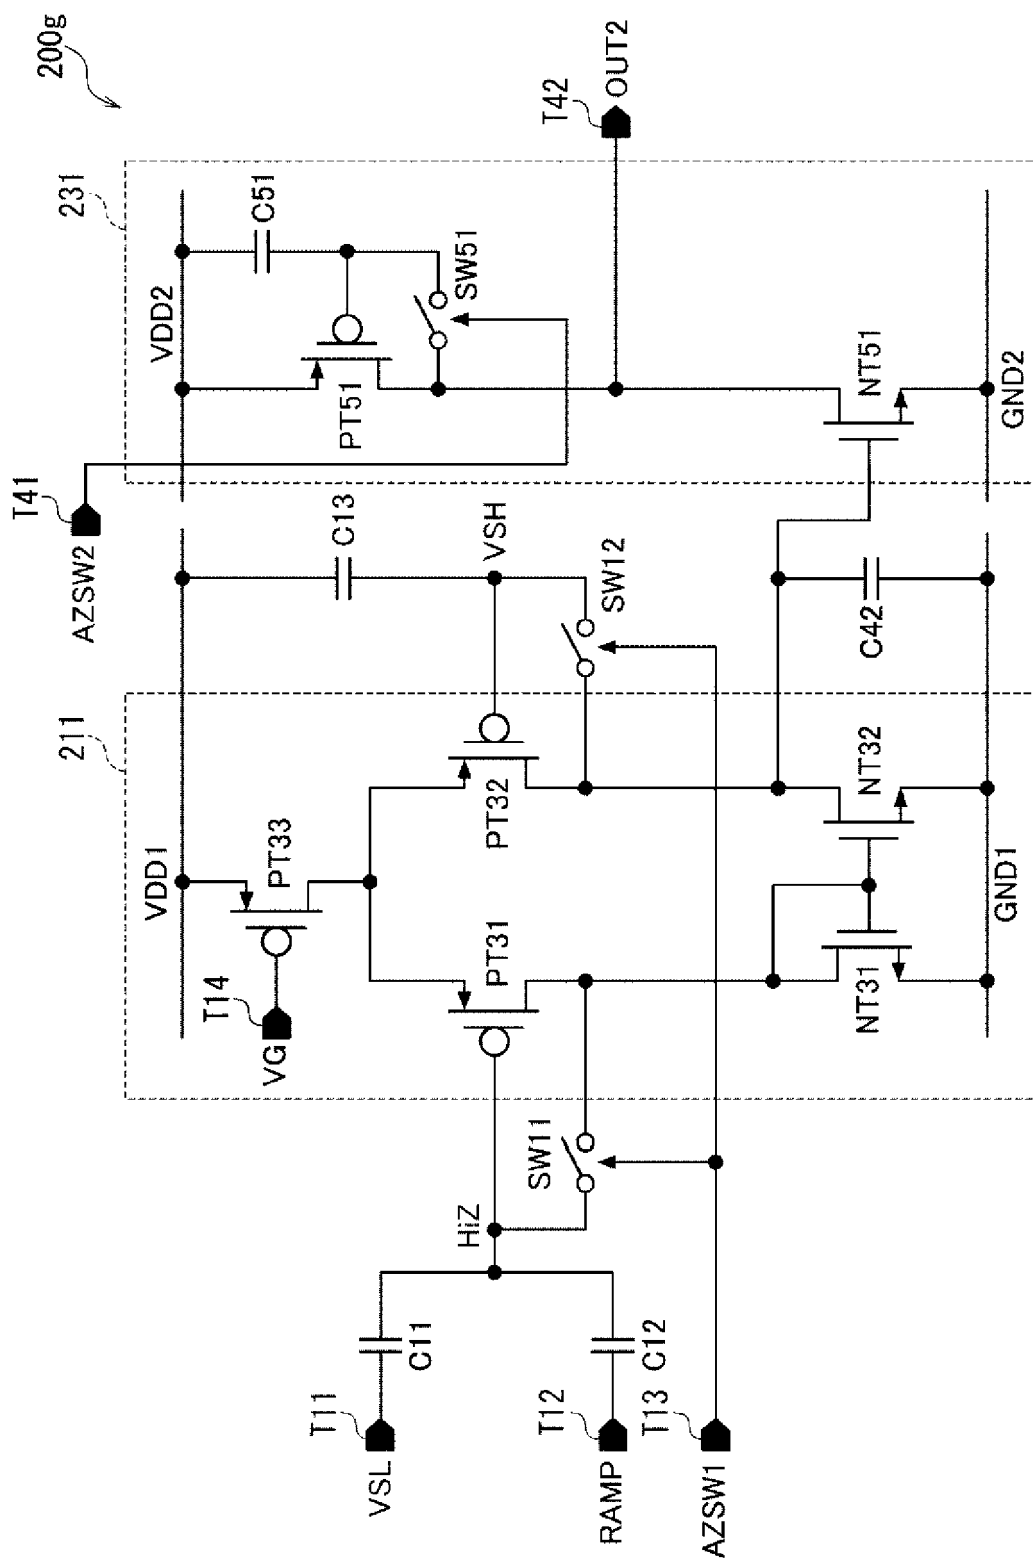 200g
T41
AZSW2
231
VDD2
C51
PT51
SW51
T42
OUT2
NT51
GND2
211
VDD1
T14
VG
PT33
C13
VSH
PT31
PT32
SW12
C42
NT31
NT32
GND1
T11
VSL
C11
HiZ
SW11
T12
RAMP
C12
T13
AZSW1